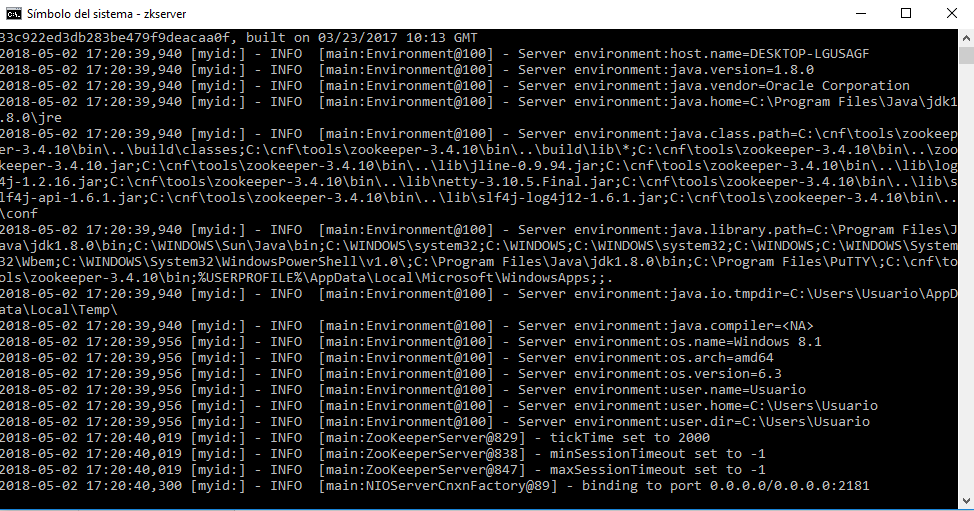 Símbolo del sistema - zkserver
33c922ed3db283be479f9deacaa0f, built on 03/23/2017 10:13 GMT
2018-05-02 17:20:39,940 [myid:] - INFO  [main:Environment@100] - Server environment:host.name=DESKTOP-LGUSAGF
2018-05-02 17:20:39,940 [myid:] - INFO  [main:Environment@100] - Server environment:java.version=1.8.0
2018-05-02 17:20:39,940 [myid:] - INFO  [main:Environment@100] - Server environment:java.vendor=Oracle Corporation
2018-05-02 17:20:39,940 [myid:] - INFO  [main:Environment@100] - Server environment:java.home=C:\Program Files\Java\jdk1
.8.0\jre
2018-05-02 17:20:39,940 [myid:] - INFO  [main:Environment@100] - Server environment:java.class.path=C:\cnf\tools\zookeep
er-3.4.10\bin\..\build\classes;C:\cnf\tools\zookeeper-3.4.10\bin\..\build\lib\*;C:\cnf\tools\zookeeper-3.4.10\bin\..\zoo
keeper-3.4.10.jar;C:\cnf\tools\zookeeper-3.4.10\bin\..\lib\jline-0.9.94.jar;C:\cnf\tools\zookeeper-3.4.10\bin\..\lib\log
4j-1.2.16.jar;C:\cnf\tools\zookeeper-3.4.10\bin\..\lib\netty-3.10.5.Final.jar;C:\cnf\tools\zookeeper-3.4.10\bin\..\lib\s
lf4j-api-1.6.1.jar;C:\cnf\tools\zookeeper-3.4.10\bin\..\lib\slf4j-log4j12-1.6.1.jar;C:\cnf\tools\zookeeper-3.4.10\bin\..
\conf
2018-05-02 17:20:39,940 [myid:] - INFO  [main:Environment@100] - Server environment:java.library.path=C:\Program Files\J
ava\jdk1.8.0\bin;C:\WINDOWS\Sun\Java\bin;C:\WINDOWS\system32;C:\WINDOWS;C:\WINDOWS\system32;C:\WINDOWS;C:\WINDOWS\System
32\Wbem;C:\WINDOWS\System32\WindowsPowerShell\v1.0\;C:\Program Files\Java\jdk1.8.0\bin;C:\Program Files\PuTTY\;C:\cnf\to
ols\zookeeper-3.4.10\bin;%USERPROFILE%\AppData\Local\Microsoft\WindowsApps;;.
2018-05-02 17:20:39,940 [myid:] - INFO  [main:Environment@100] - Server environment:java.io.tmpdir=C:\Users\Usuario\AppD
ata\Local\Temp\
2018-05-02 17:20:39,940 [myid:] - INFO  [main:Environment@100] - Server environment:java.compiler=<NA>
2018-05-02 17:20:39,956 [myid:] - INFO  [main:Environment@100] - Server environment:os.name=Windows 8.1
2018-05-02 17:20:39,956 [myid:] - INFO  [main:Environment@100] - Server environment:os.arch=amd64
2018-05-02 17:20:39,956 [myid:] - INFO  [main:Environment@100] - Server environment:os.version=6.3
2018-05-02 17:20:39,956 [myid:] - INFO  [main:Environment@100] - Server environment:user.name=Usuario
2018-05-02 17:20:39,956 [myid:] - INFO  [main:Environment@100] - Server environment:user.home=C:\Users\Usuario
2018-05-02 17:20:39,956 [myid:] - INFO  [main:Environment@100] - Server environment:user.dir=C:\Users\Usuario
2018-05-02 17:20:40,019 [myid:] - INFO  [main:ZooKeeperServer@829] - tickTime set to 2000
2018-05-02 17:20:40,019 [myid:] - INFO  [main:ZooKeeperServer@838] - minSessionTimeout set to -1
2018-05-02 17:20:40,019 [myid:] - INFO  [main:ZooKeeperServer@847] - maxSessionTimeout set to -1
2018-05-02 17:20:40,300 [myid:] - INFO  [main:NIOServerCnxnFactory@89] - binding to port 0.0.0.0/0.0.0.0:2181